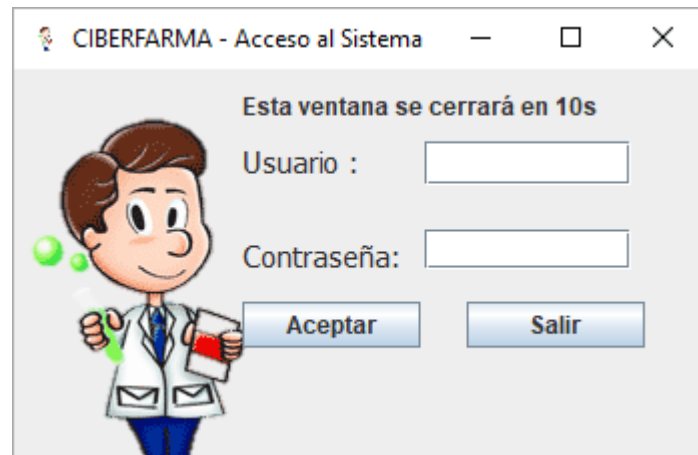 CIBERFARMA - Acceso al Sistema
Esta ventana se cerrará en 10s
Usuario :
Contraseña:
Aceptar Salir